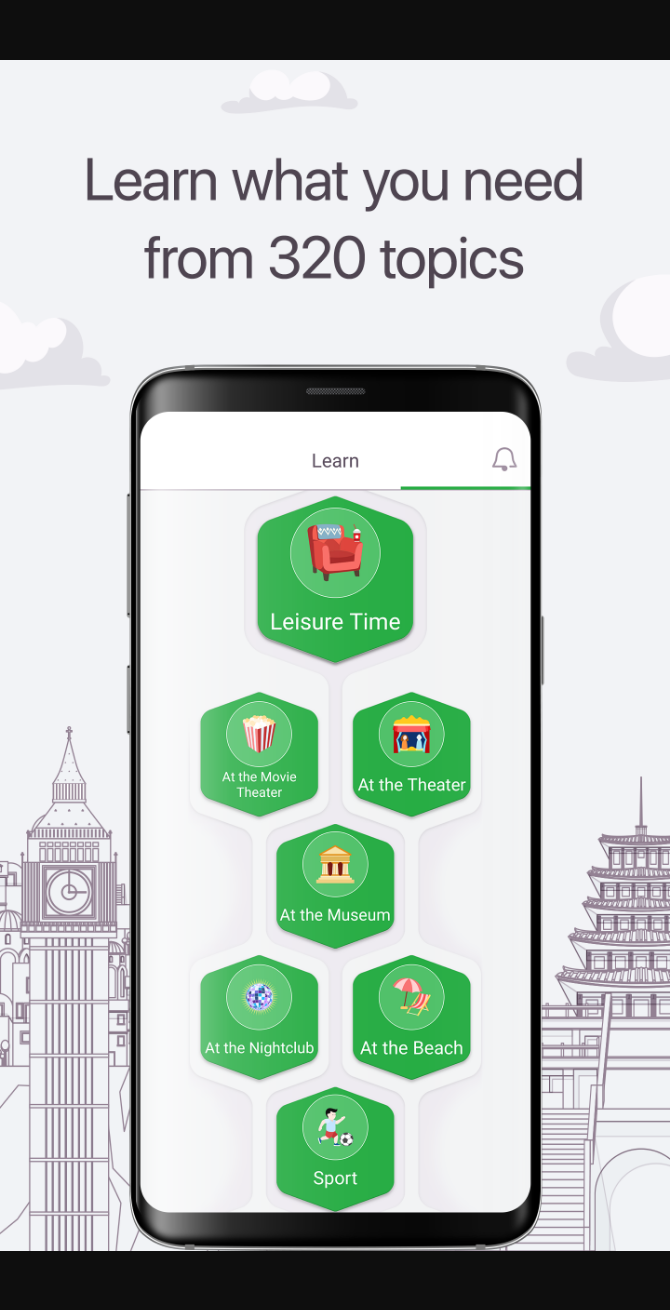 Learn what you need
from 320 topics
Learn
Leisure Time
At the Movie
Theater
At the Theater
At the Museum
At the Nightclub
At the Beach
Sport